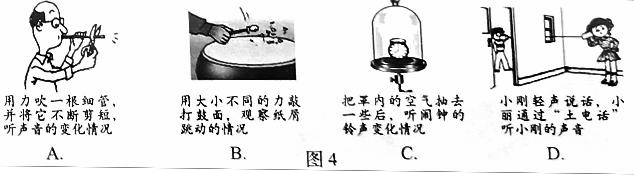 用力吹一根细管，
并将它不断剪短，
听声音的变化情况
A.
用大小不同的力敲
打鼓面，观察纸屑
跳动的情况
B.
把罩内的空气抽去
一些后，听闹钟的
铃声变化情况
C.
小刚轻声说话，小
丽通过“土电话”
听小刚的声音
D.
图4